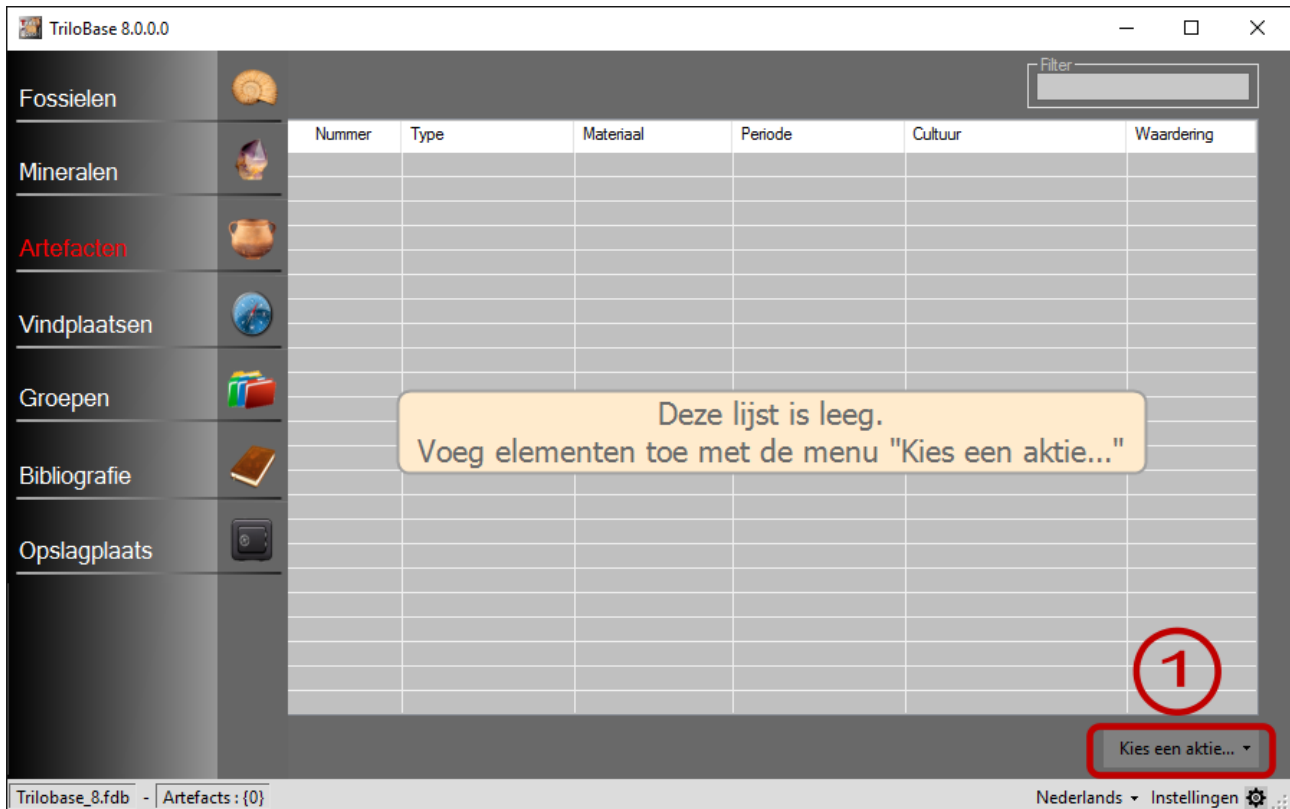 TriloBase 8.0.0.0
Filter
Fossielen
Mineralen
Artefacten
Vindplaatsen
Groepen
Bibliografie
Opslagplaats
Nummer Type Materiaal Periode Cultuur Waardering
Deze lijst is leeg.
Voeg elementen toe met de menu "Kies een aktie..."
1
Kies een aktie...
Trilobase_8.fdb - Artefacts : {0} Nederlands Instellingen